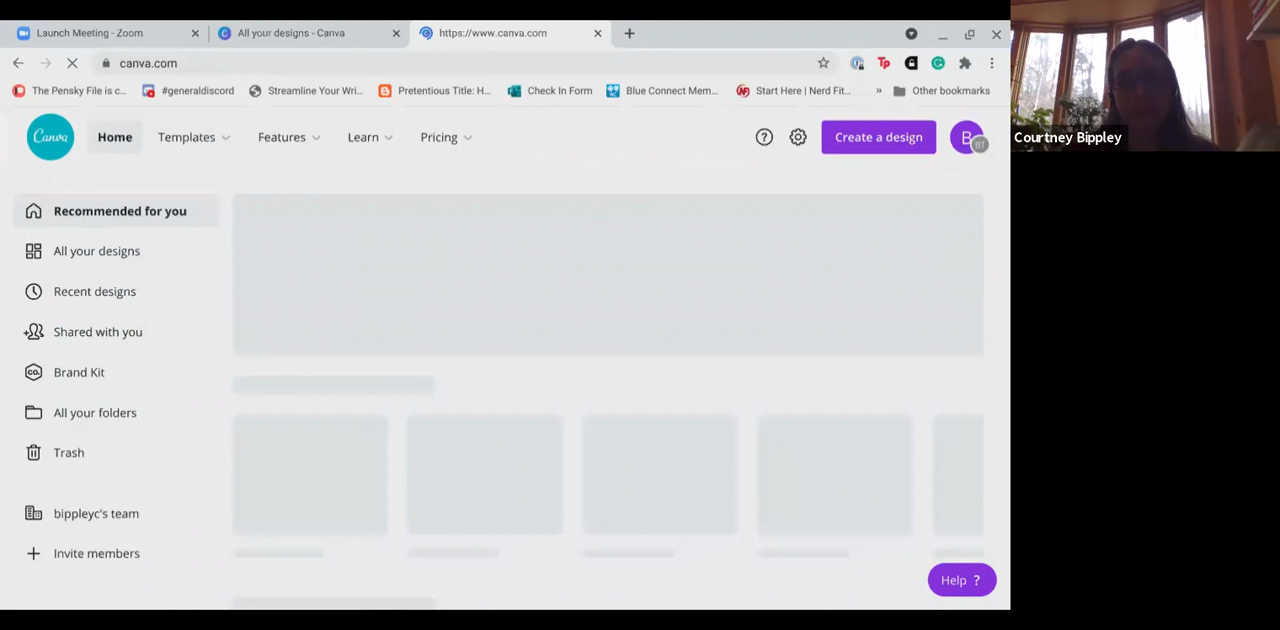 Launch Meeting - Zoom
All your designs - Canva
https://www.canva.com
canva.com
The Pensky File is c...
#generaldiscord
Streamline Your Wri...
Pretentious Title: H...
Check In Form
Blue Connect Mem...
Start Here | Nerd Fit...
»
Other bookmarks
Canva
Home
Templates
Features
Learn
Pricing
Create a design
B
Recommended for you
All your designs
Recent designs
Shared with you
Brand Kit
All your folders
Trash
bippleyc's team
Invite members
Help ?
Courtney Bippley